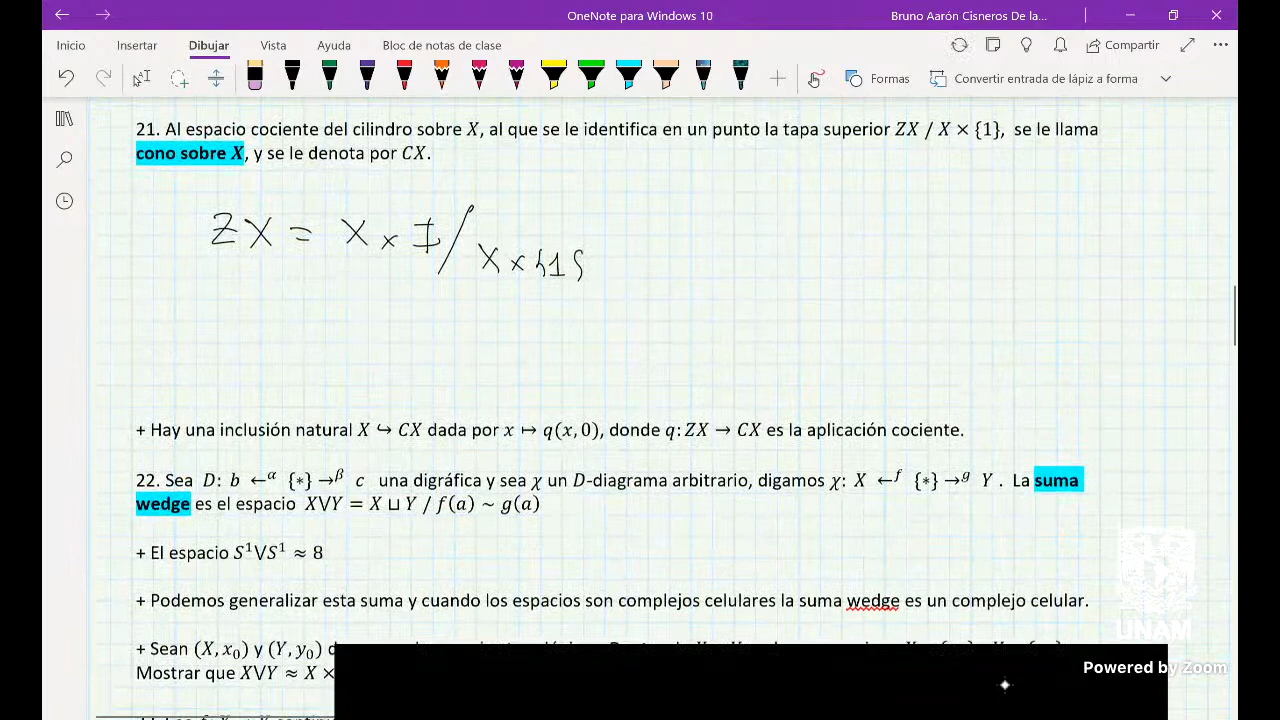 OneNote para Windows 10
Bruno Aarón Cisneros De la...
Inicio Insertar Dibujar Vista Ayuda Bloc de notas de clase Compartir
Formas Convertir entrada de lápiz a forma
21. Al espacio cociente del cilindro sobre X, al que se le identifica en un punto la tapa superior ZX / X × {1}, se le llama
cono sobre X, y se le denota por CX.
ZX = X × I / X × {1}
+ Hay una inclusión natural X ↪ CX dada por x ↦ q(x, 0), donde q: ZX → CX es la aplicación cociente.
22. Sea D: b ←^α {∗} →^β c una digráfica y sea χ un D-diagrama arbitrario, digamos χ: X ←^f {∗} →^g Y . La suma
wedge es el espacio X∨Y = X ⊔ Y / f(a) ~ g(a)
+ El espacio S¹∨S¹ ≈ 8
+ Podemos generalizar esta suma y cuando los espacios son complejos celulares la suma wedge es un complejo celular.
+ Sean (X, x₀) y (Y, y₀)
Mostrar que X∨Y ≈ X ×
UNAM
Powered by Zoom